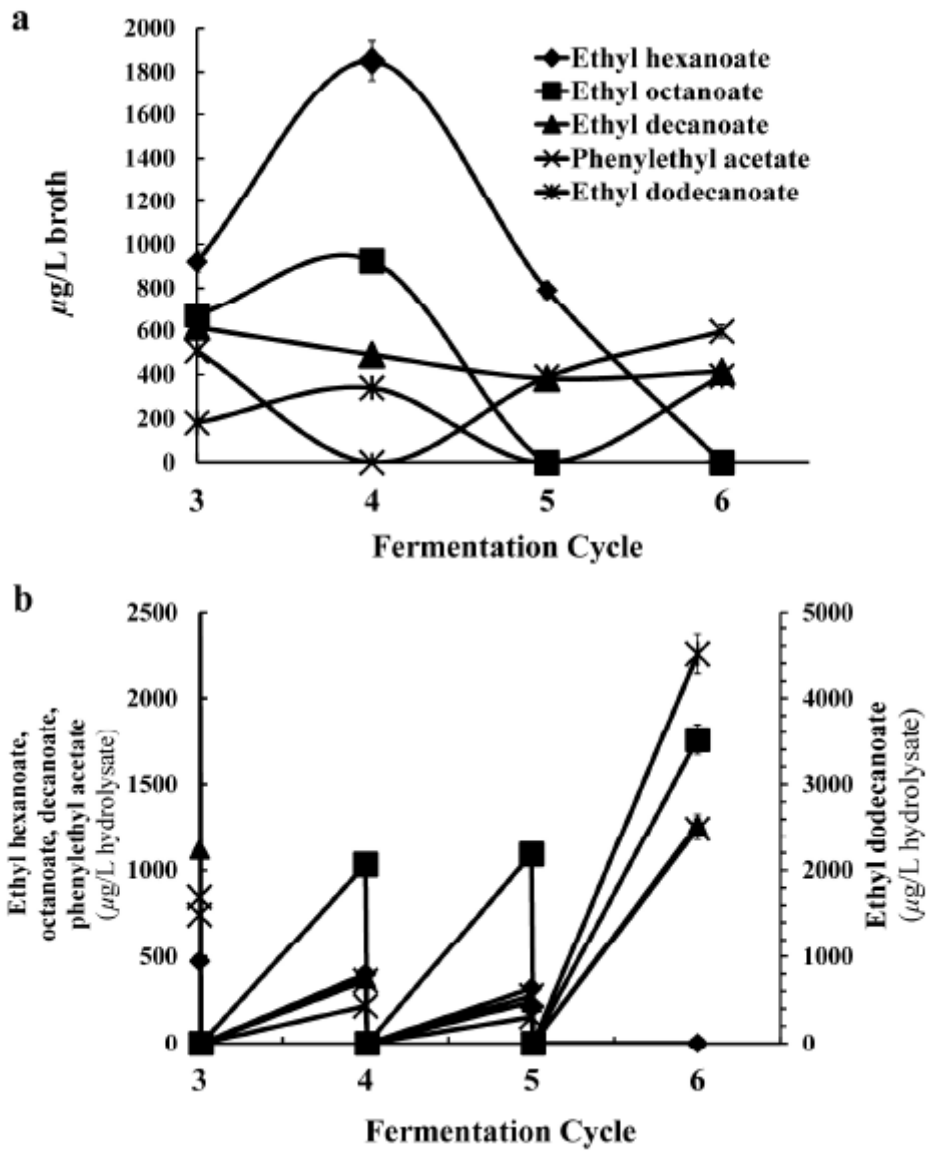 a
2000
1800
1600
1400
1200
1000
800
600
400
200
0
µg/L broth
Ethyl hexanoate
Ethyl octanoate
Ethyl decanoate
Phenylethyl acetate
Ethyl dodecanoate
3 4 5 6
Fermentation Cycle
b
2500
2000
1500
1000
500
0
Ethyl hexanoate,
octanoate, decanoate,
phenylethyl acetate
(µg/L hydrolysate)
5000
4000
3000
2000
1000
0
Ethyl dodecanoate
(µg/L hydrolysate)
3 4 5 6
Fermentation Cycle